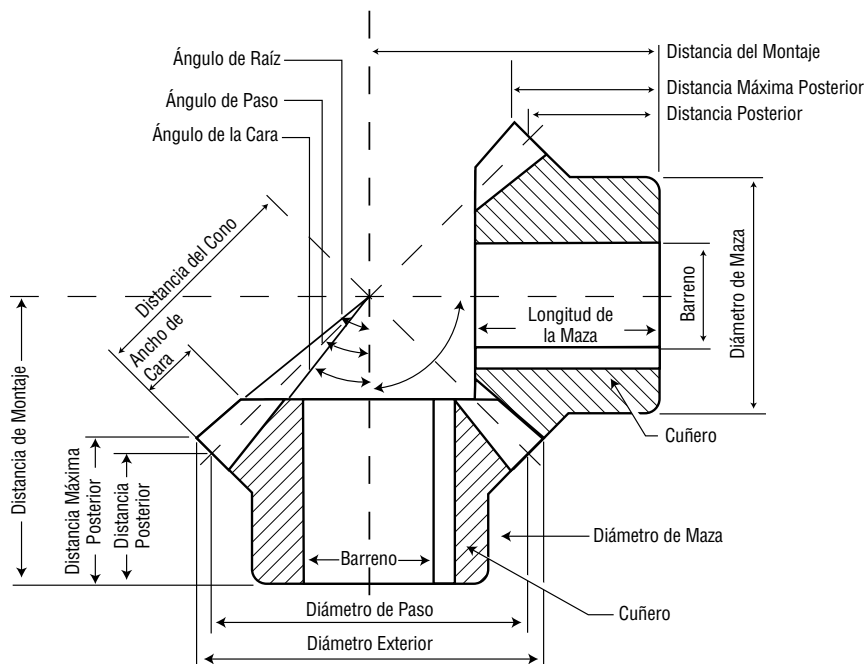 Distancia del Montaje
Ángulo de Raíz
Distancia Máxima Posterior
Ángulo de Paso
Distancia Posterior
Ángulo de la Cara
Distancia del Cono
Diámetro de Maza
Barreno
Longitud de
la Maza
Ancho de
Cara
Distancia de Montaje
Cuñero
Distancia Máxima
Posterior
Distancia
Posterior
Diámetro de Maza
Barreno
Diámetro de Paso
Cuñero
Diámetro Exterior